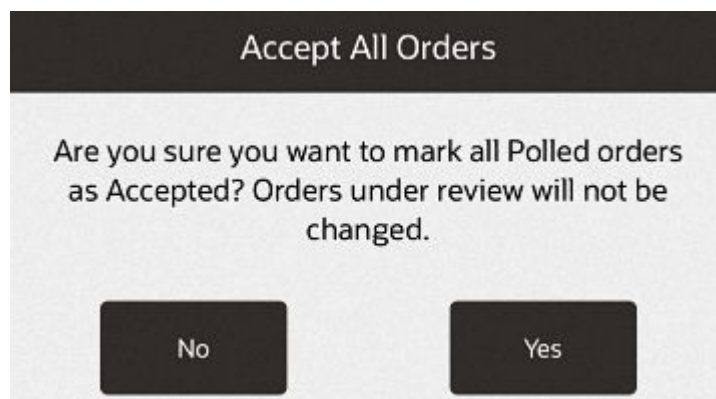 Accept All Orders
Are you sure you want to mark all Polled orders
as Accepted? Orders under review will not be
changed.
No
Yes